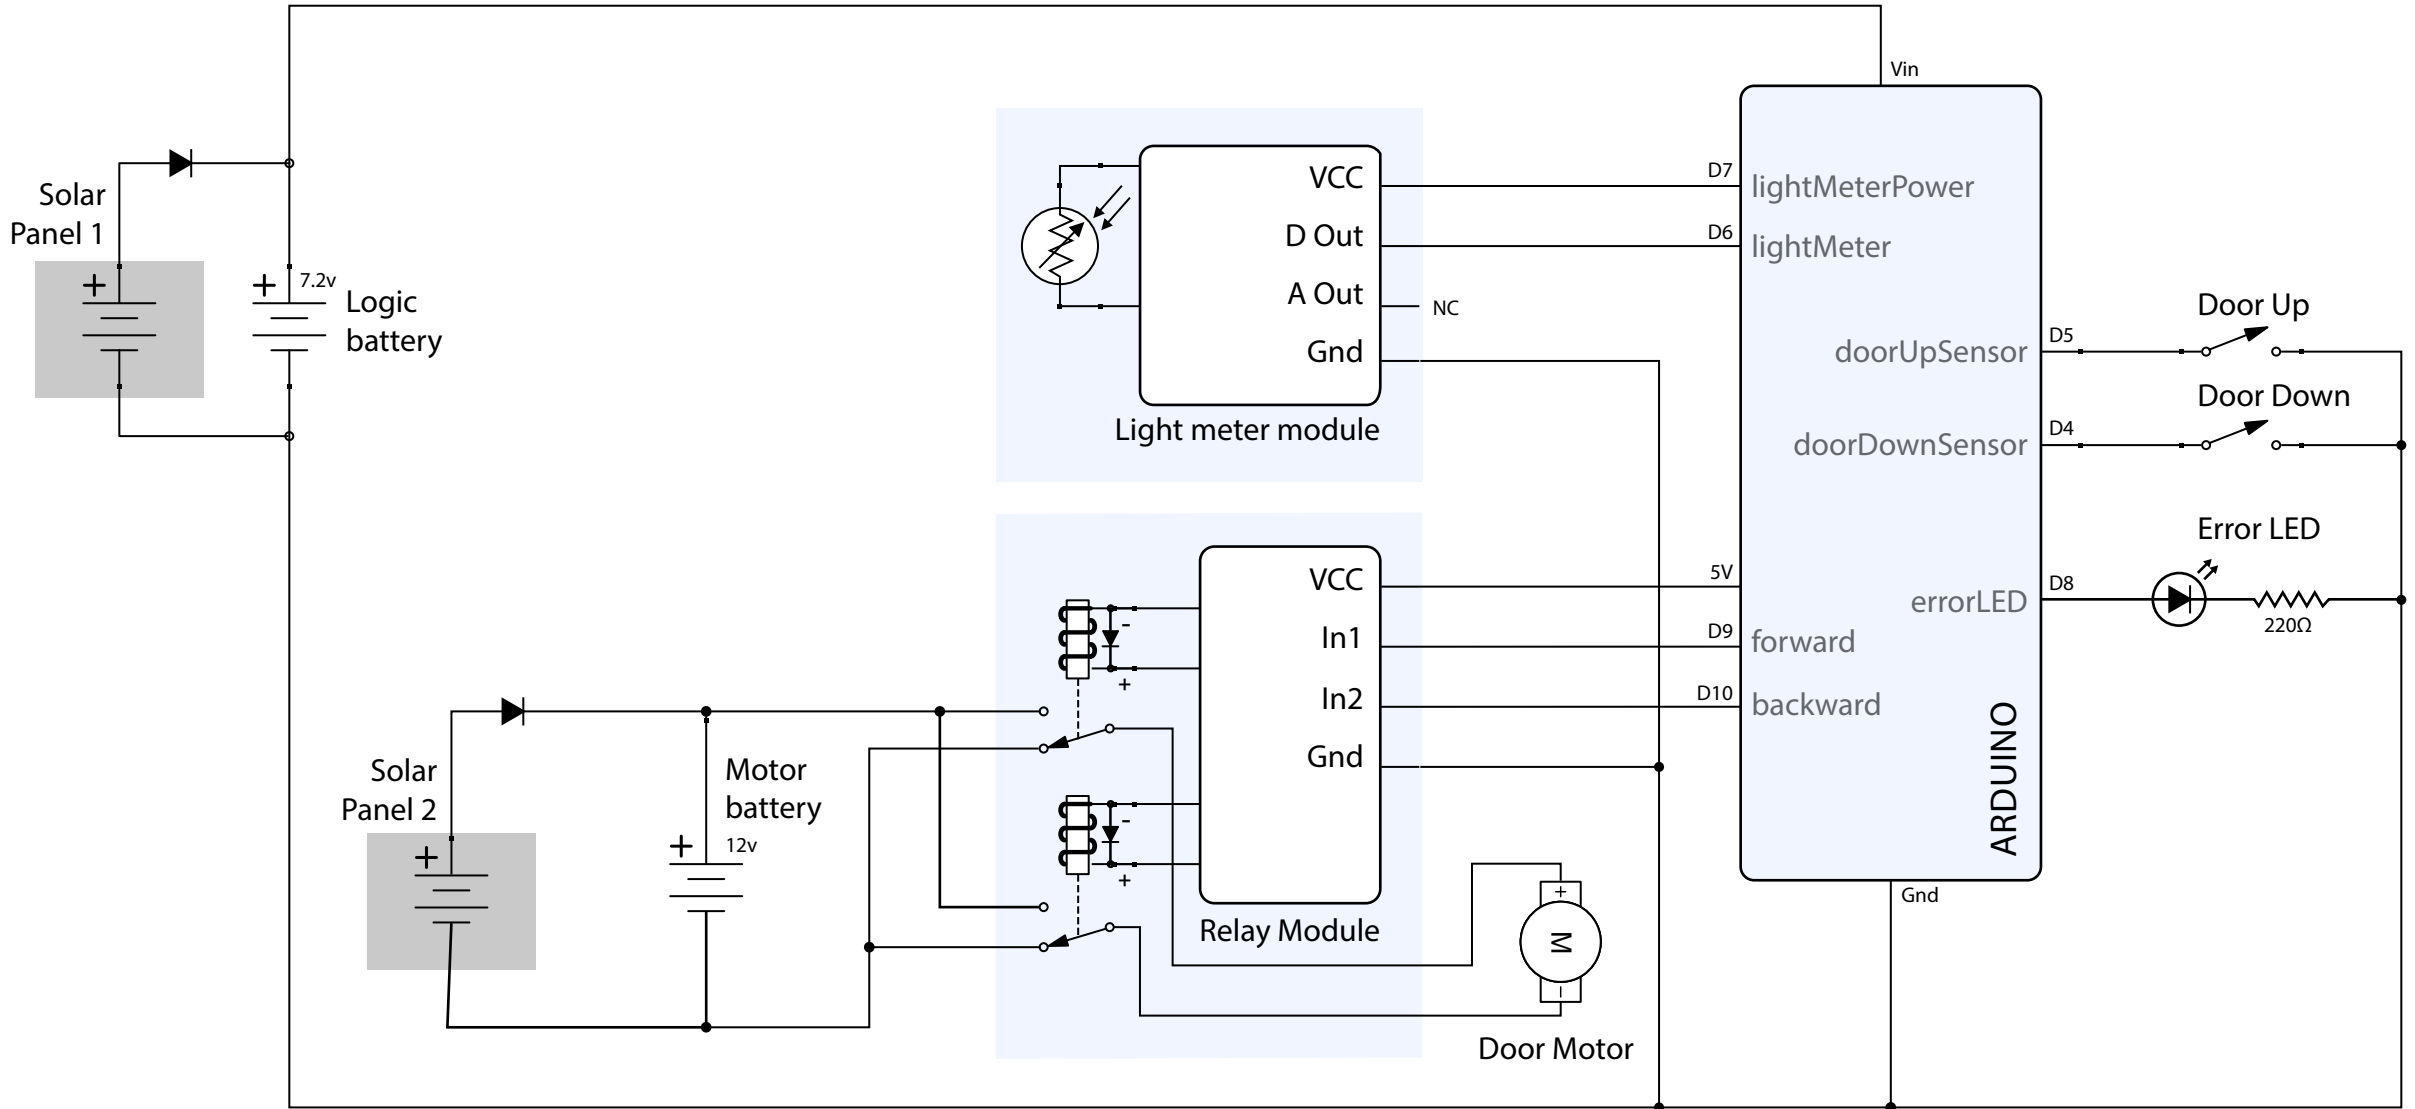 Vin
Solar
Panel 1
+
+
7.2v
Logic
battery
VCC
D Out
A Out
Gnd
NC
Light meter module
D7
lightMeterPower
D6
lightMeter
doorUpSensor
D5
Door Up
doorDownSensor
D4
Door Down
errorLED
D8
Error LED
220Ω
5V
D9
forward
D10
backward
ARDUINO
Gnd
VCC
In1
In2
Gnd
Relay Module
-
+
-
+
Solar
Panel 2
+
Motor
battery
+
12v
+
M
–
Door Motor